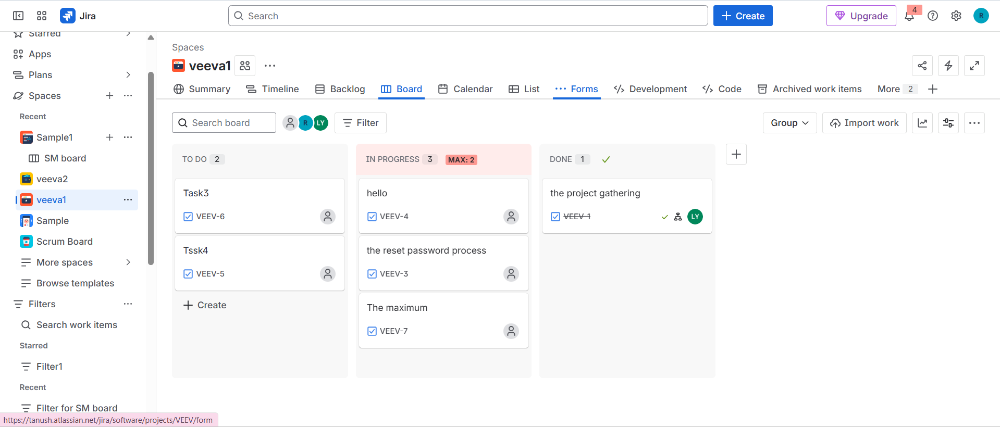 Jira
Search
Create
Upgrade
4
R
Starred
Apps
Plans
Spaces
Recent
Sample1
SM board
veeva2
veeva1
Sample
Scrum Board
More spaces
Browse templates
Filters
Search work items
Starred
Filter1
Recent
Filter for SM board
https://tanush.atlassian.net/jira/software/projects/VEEV/form
Spaces
veeva1
Summary Timeline Backlog Board Calendar List Forms Development Code Archived work items More 2
Search board
R LY
Filter
Group
Import work
TO DO 2
Task3
VEEV-6
Tssk4
VEEV-5
Create
IN PROGRESS 3 MAX: 2
hello
VEEV-4
the reset password process
VEEV-3
The maximum
VEEV-7
DONE 1
the project gathering
VEEV-1
LY